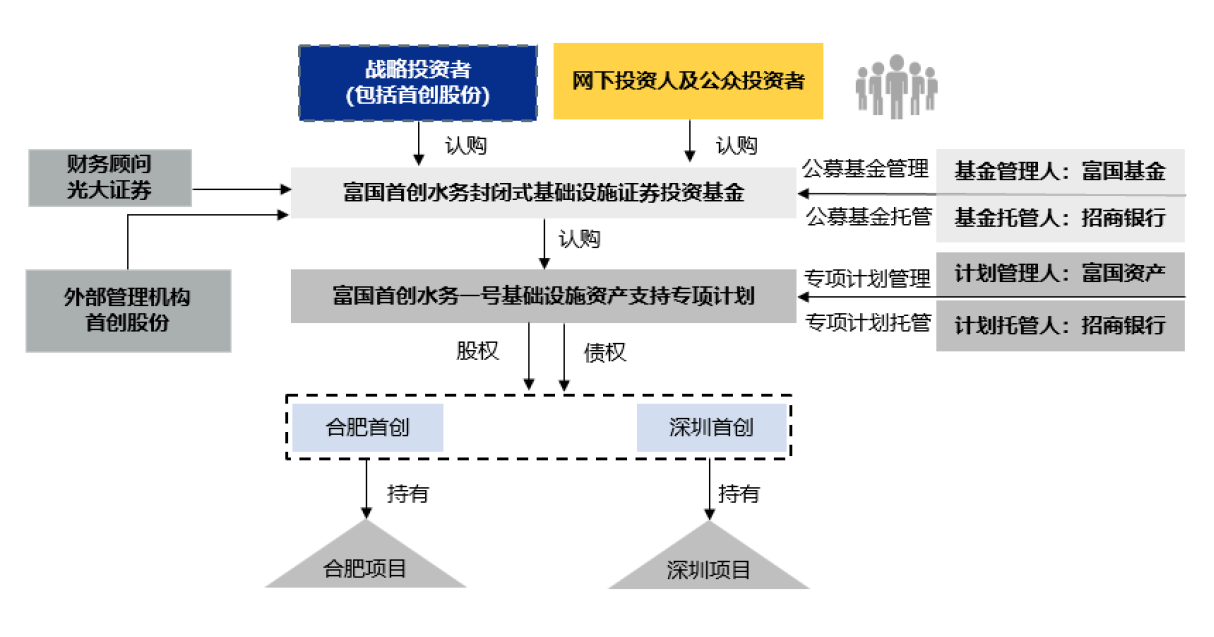 战略投资者
(包括首创股份)
网下投资人及公众投资者
认购
认购
财务顾问
光大证券
富国首创水务封闭式基础设施证券投资基金
公募基金管理
基金管理人：富国基金
公募基金托管
基金托管人：招商银行
认购
外部管理机构
首创股份
富国首创水务一号基础设施资产支持专项计划
专项计划管理
计划管理人：富国资产
专项计划托管
计划托管人：招商银行
股权
债权
合肥首创
深圳首创
持有
持有
合肥项目
深圳项目